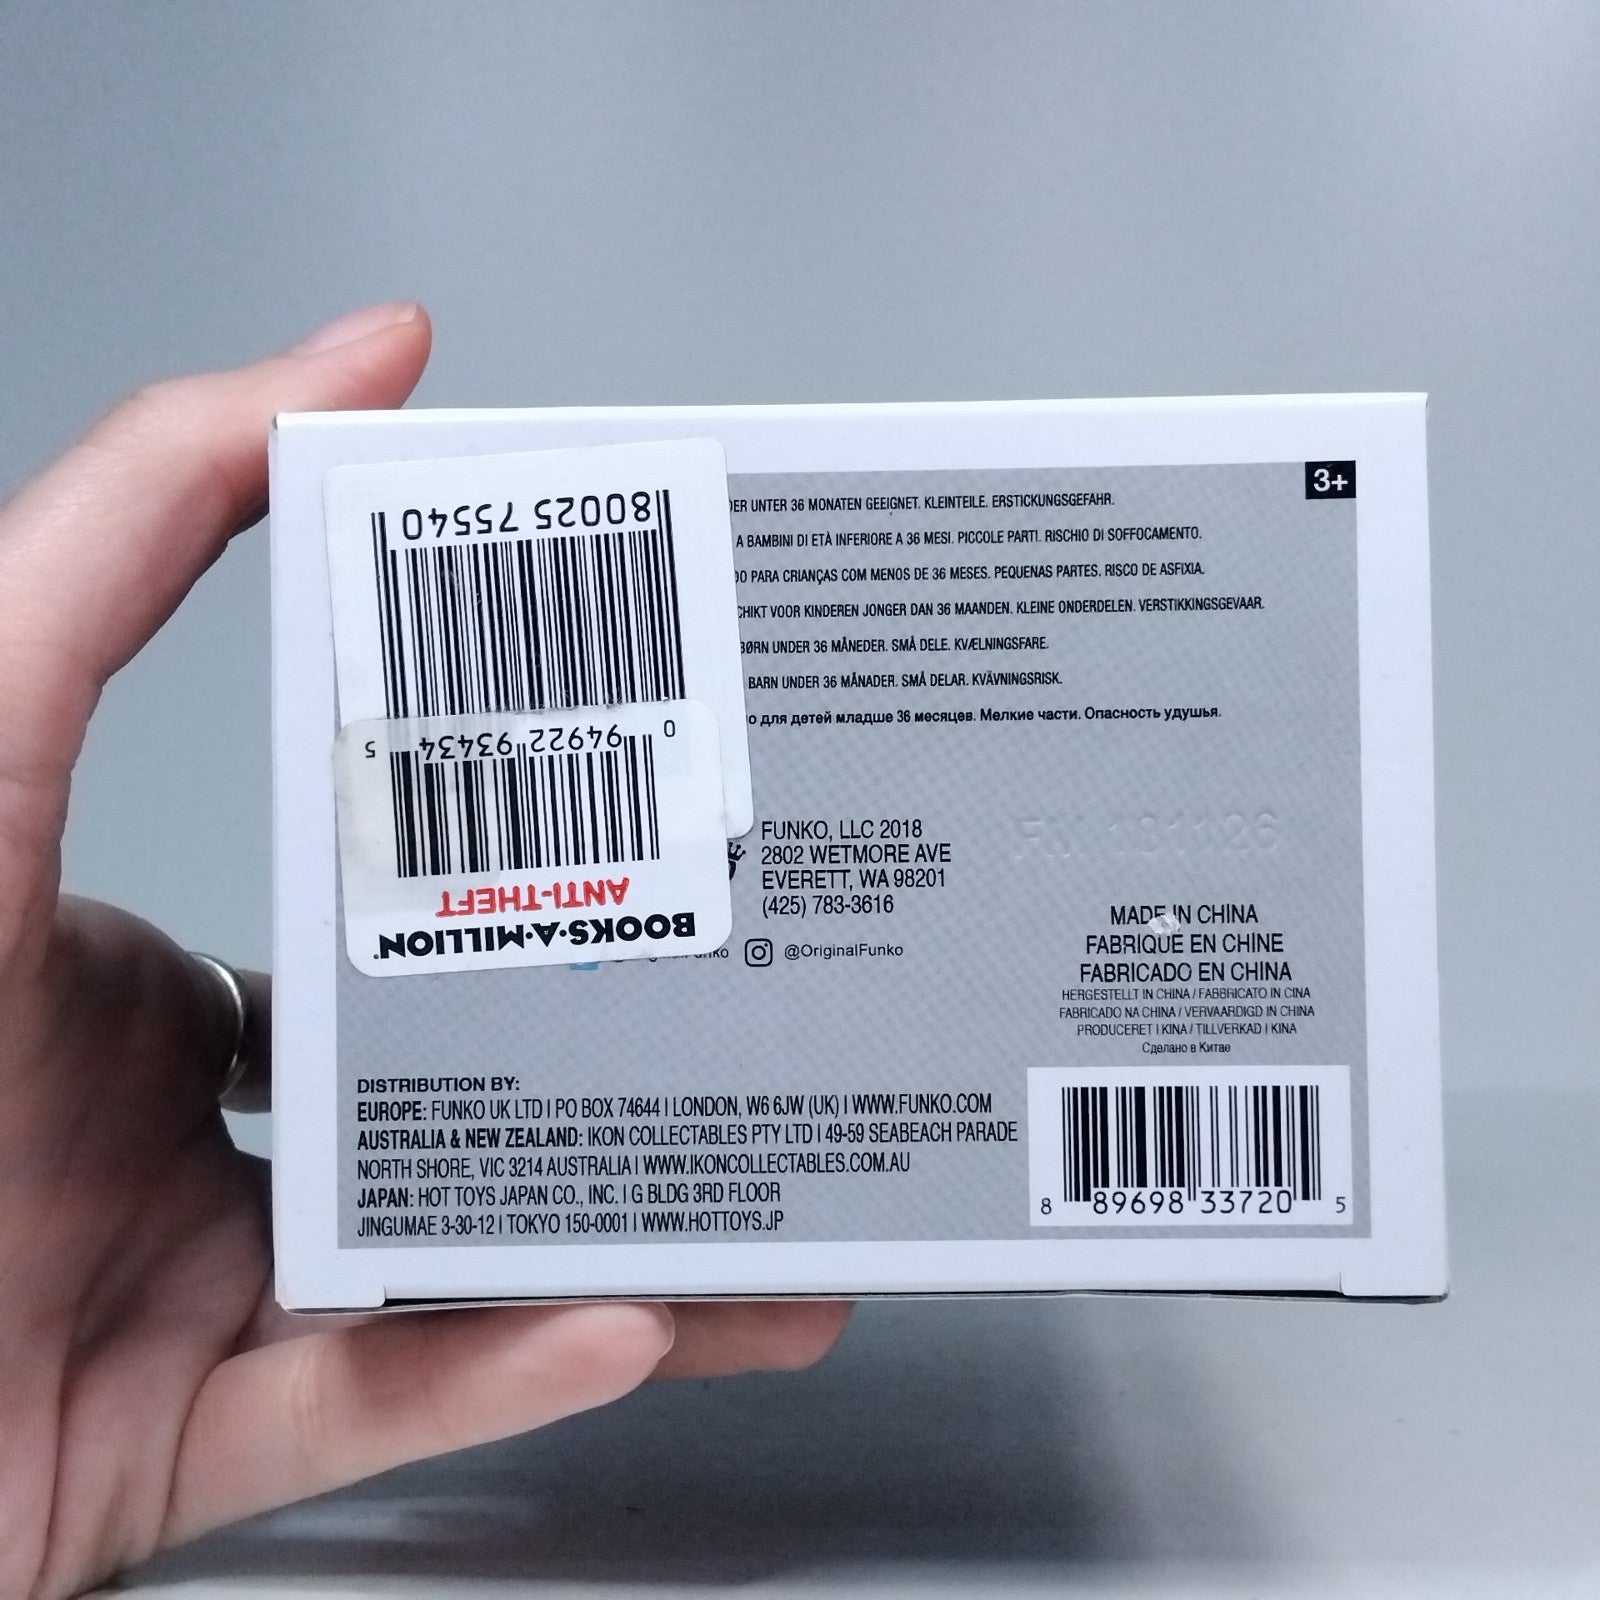 3+
DER UNTER 36 MONATEN GEEIGNET. KLEINTEILE. ERSTICKUNGSGEFAHR.
A BAMBINI DI ETÀ INFERIORE A 36 MESI. PICCOLE PARTI. RISCHIO DI SOFFOCAMENTO.
DO PARA CRIANÇAS COM MENOS DE 36 MESES. PEQUENAS PARTES. RISCO DE ASFIXIA.
CHIKT VOOR KINDEREN JONGER DAN 36 MAANDEN. KLEINE ONDERDELEN. VERSTIKKINGSGEVAAR.
BØRN UNDER 36 MÅNEDER. SMÅ DELE. KVÆLNINGSFARE.
BARN UNDER 36 MÅNADER. SMÅ DELAR. KVÄVNINGSRISK.
о для детей младше 36 месяцев. Мелкие части. Опасность удушья.
BOOKS·A·MILLION
ANTI-THEFT
0 94922 93434 5
80025 75540
FUNKO, LLC 2018
2802 WETMORE AVE
EVERETT, WA 98201
(425) 783-3616
@OriginalFunko
MADE IN CHINA
FABRIQUE EN CHINE
FABRICADO EN CHINA
HERGESTELLT IN CHINA / FABBRICATO IN CINA
FABRICADO NA CHINA / VERVAARDIGD IN CHINA
PRODUCERET I KINA / TILLVERKAD I KINA
Сделано в Китае
DISTRIBUTION BY:
EUROPE: FUNKO UK LTD | PO BOX 74644 | LONDON, W6 6JW (UK) | WWW.FUNKO.COM
AUSTRALIA & NEW ZEALAND: IKON COLLECTABLES PTY LTD | 49-59 SEABEACH PARADE
NORTH SHORE, VIC 3214 AUSTRALIA | WWW.IKONCOLLECTABLES.COM.AU
JAPAN: HOT TOYS JAPAN CO., INC. | G BLDG 3RD FLOOR
JINGUMAE 3-30-12 | TOKYO 150-0001 | WWW.HOTTOYS.JP
8 89698 33720 5